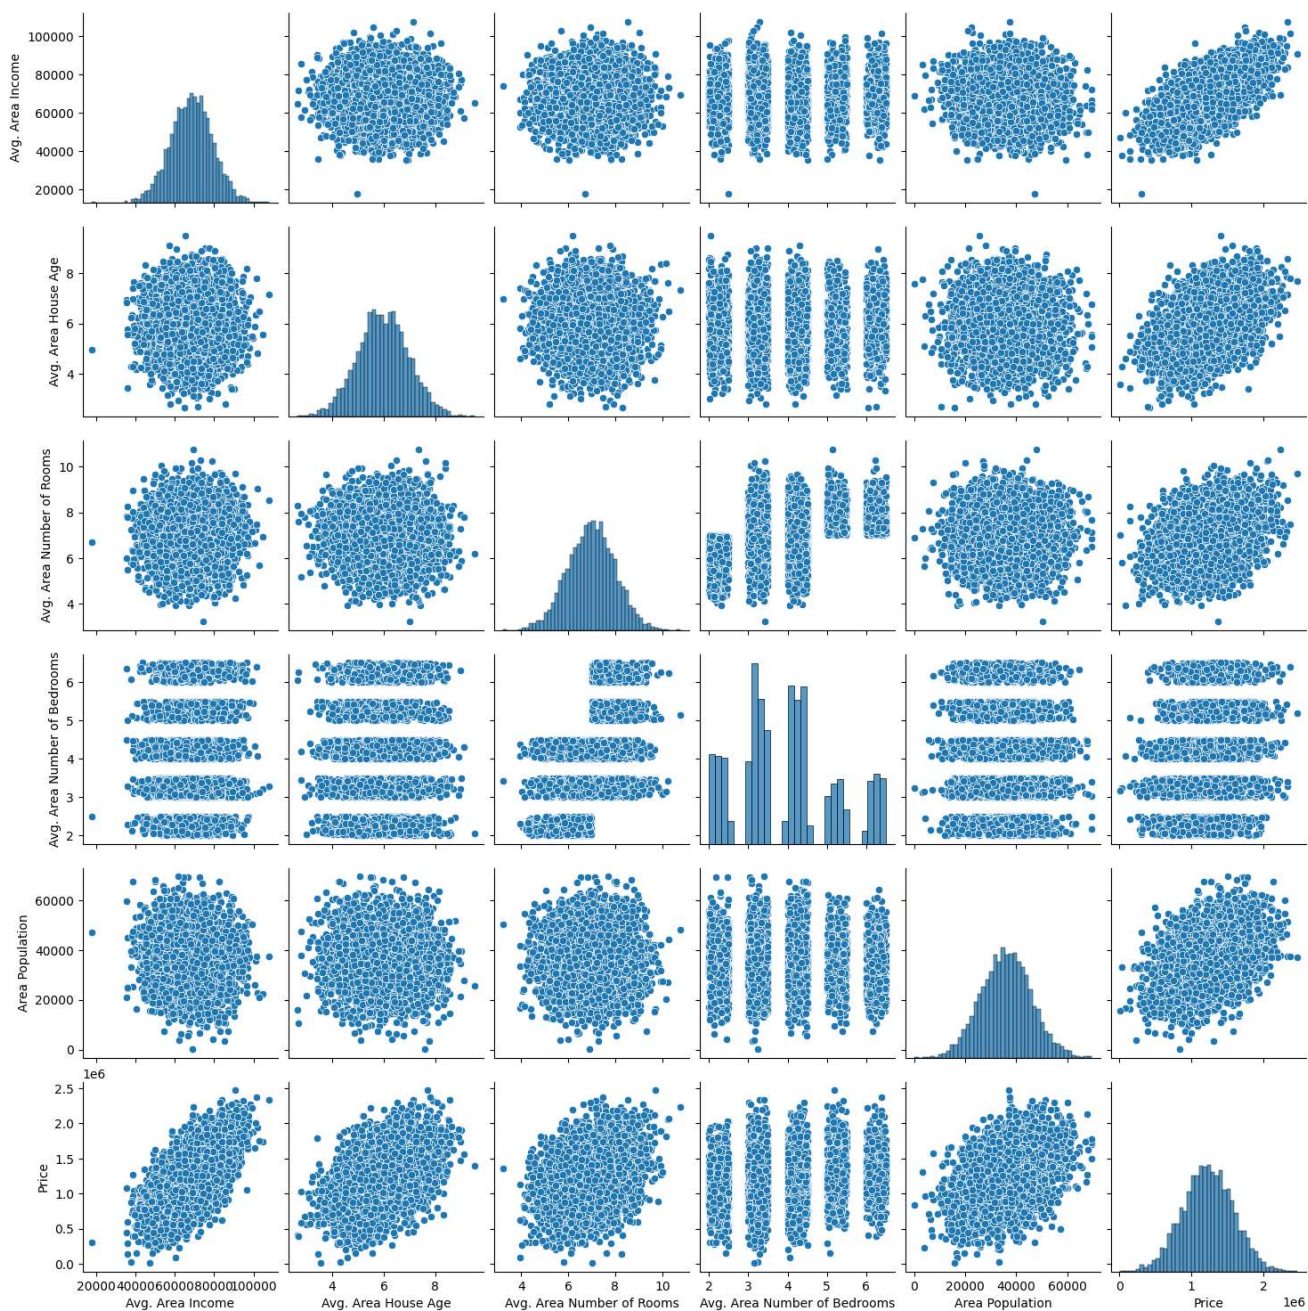 100000
80000
60000
40000
20000
Avg. Area Income
8
6
4
Avg. Area House Age
10
8
6
4
Avg. Area Number of Rooms
6
5
4
3
2
Avg. Area Number of Bedrooms
60000
40000
20000
0
Area Population
1e6
2.5
2.0
1.5
1.0
0.5
0.0
Price
20000 40000 60000 80000 100000
Avg. Area Income
4 6 8
Avg. Area House Age
4 6 8 10
Avg. Area Number of Rooms
2 3 4 5 6
Avg. Area Number of Bedrooms
0 20000 40000 60000
Area Population
0 1 2
Price
1e6